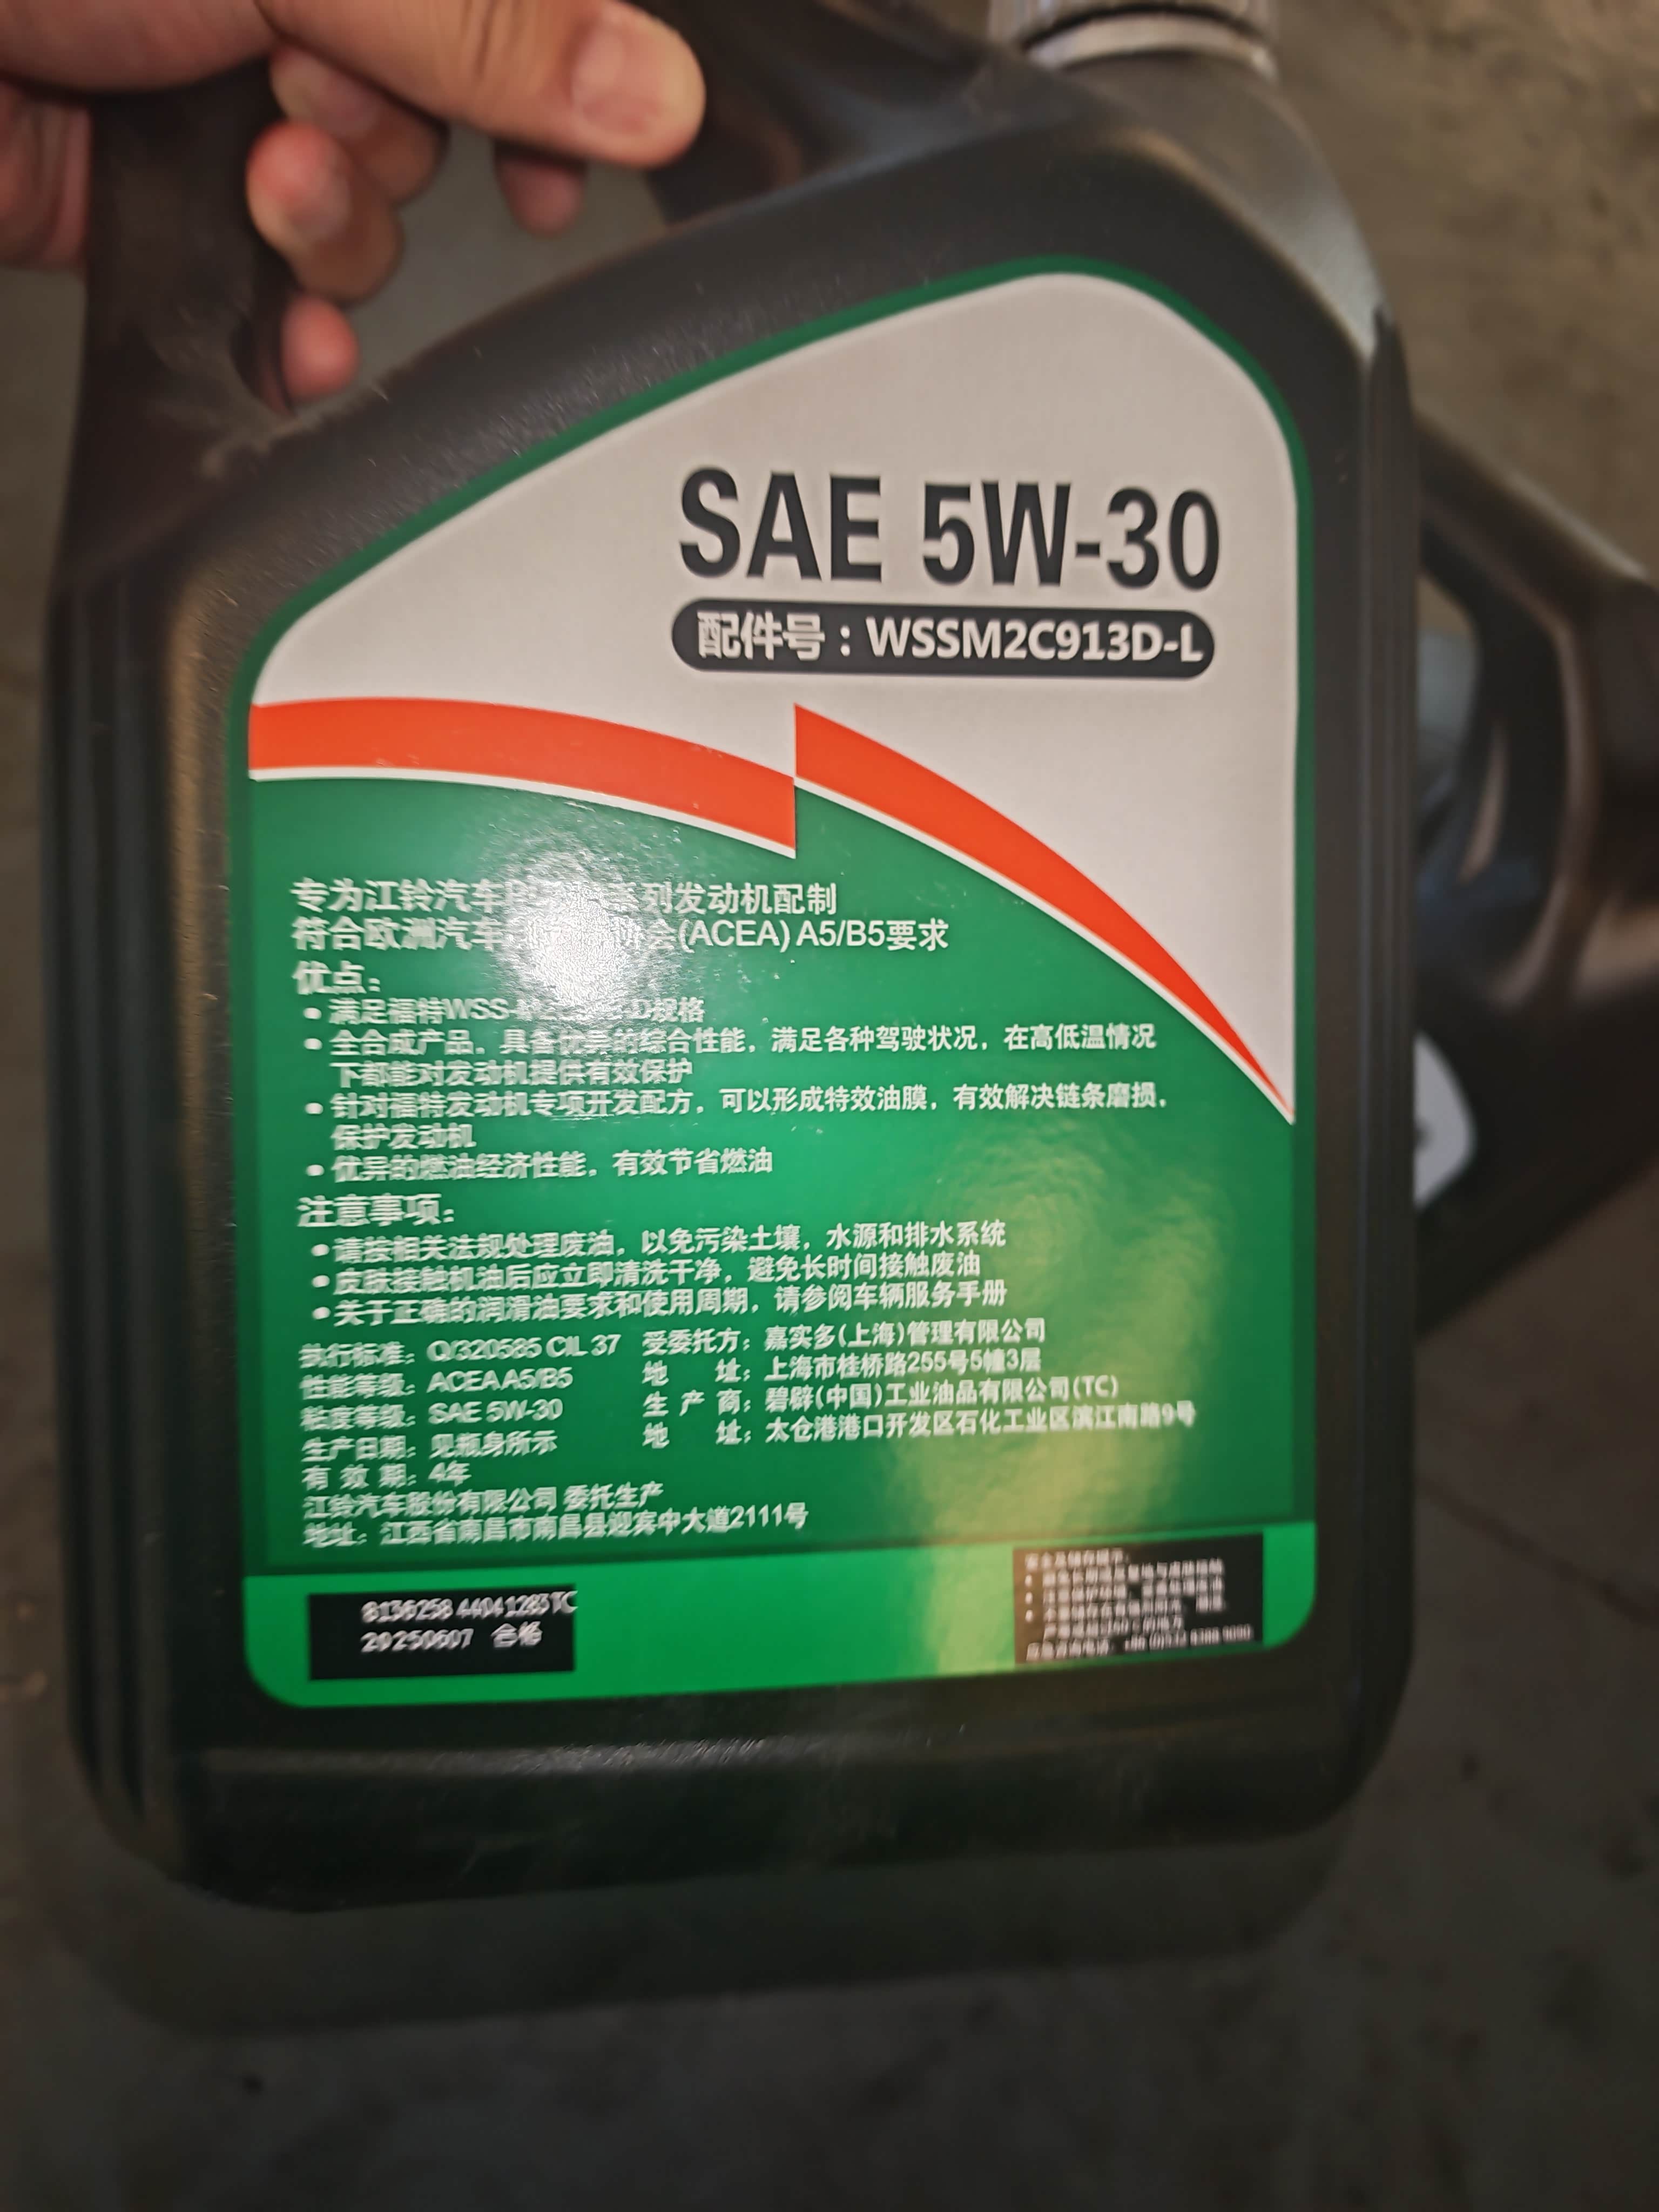 SAE 5W-30
配件号：WSSM2C913D-L
专为江铃汽车 系列发动机配制
符合欧洲汽车 协会(ACEA) A5/B5要求
优点：
• 满足福特WSS- D规格
• 全合成产品，具备优异的综合性能，满足各种驾驶状况，在高低温情况
下都能对发动机提供有效保护
• 针对福特发动机专项开发配方，可以形成特效油膜，有效解决链条磨损，
保护发动机
• 优异的燃油经济性能，有效节省燃油
注意事项：
• 请按相关法规处理废油，以免污染土壤，水源和排水系统
• 皮肤接触机油后应立即清洗干净，避免长时间接触废油
• 关于正确的润滑油要求和使用周期，请参阅车辆服务手册
执行标准：Q/320585 CIL 37 受委托方：嘉实多(上海)管理有限公司
性能等级：ACEA A5/B5 地 址：上海市桂桥路255号5幢3层
粘度等级：SAE 5W-30 生 产 商：碧辟(中国)工业油品有限公司(TC)
生产日期：见瓶身所示 地 址：太仓港港口开发区石化工业区滨江南路9号
有 效 期：4年
江铃汽车股份有限公司 委托生产
地址：江西省南昌市南昌县迎宾中大道2111号
8136258 44041283TC
20250607 合格
安全及储存提示：